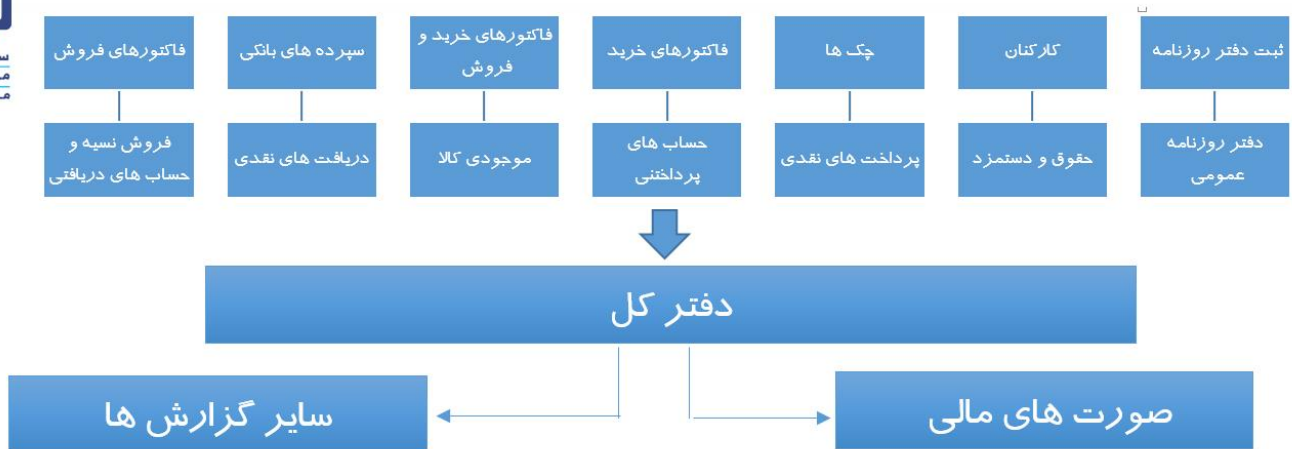 ثبت دفتر روزنامه
کارکنان
چک ها
فاکتورهای خرید
فاکتورهای خرید و
فروش
سپرده های بانکی
فاکتورهای فروش
دفتر روزنامه
عمومی
حقوق و دستمزد
پرداخت های نقدی
حساب های
پرداختنی
موجودی کالا
دریافت های نقدی
فروش نسیه و
حساب های دریافتی
دفتر کل
صورت های مالی
سایر گزارش ها